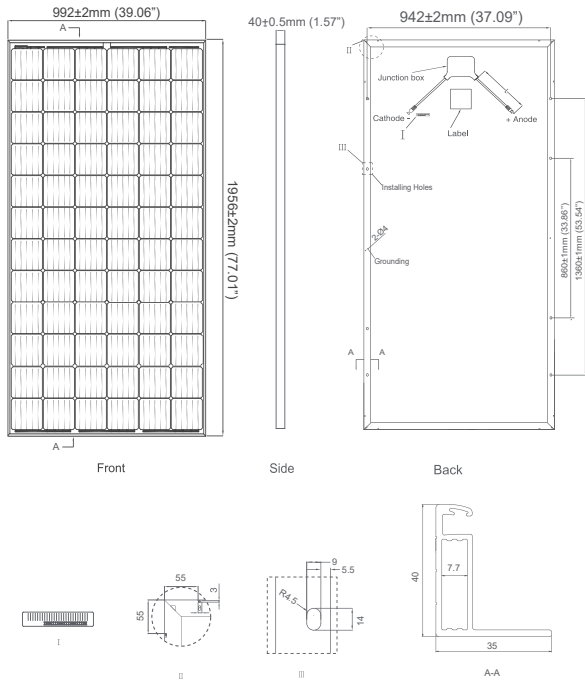 992±2mm (39.06")
A
A
1956±2mm (77.01")
Front
40±0.5mm (1.57")
Side
942±2mm (37.09")
II
Junction box
Cathode
-
I
Label
+ Anode
III
Installing Holes
2-Ø4
Grounding
A
A
860±1mm (33.86")
1360±1mm (53.54")
Back
I
55
3
55
II
9
5.5
R4.5
14
III
40
7.7
35
A-A